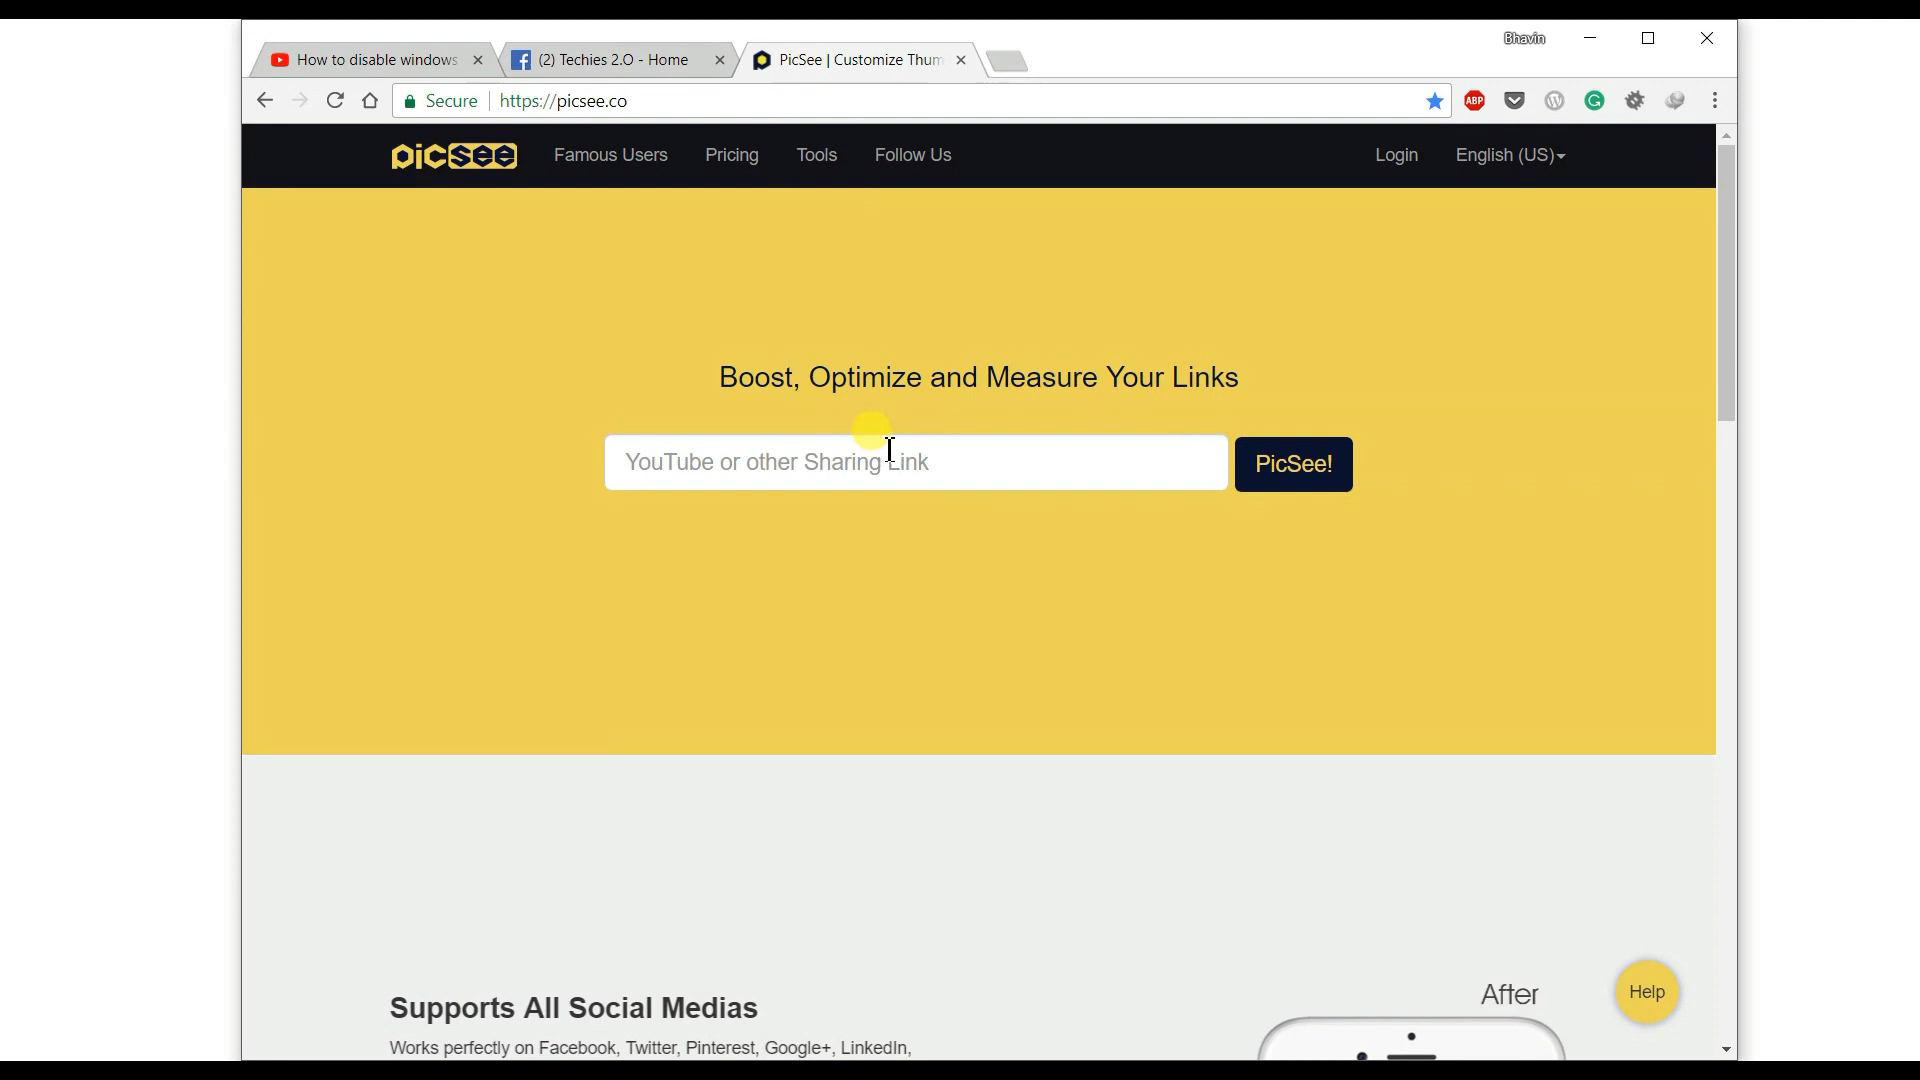 Bhavin
How to disable windows
(2) Techies 2.O - Home
PicSee | Customize Thum
Secure
https://picsee.co
ABP
picsee
Famous Users
Pricing
Tools
Follow Us
Login
English (US)
Boost, Optimize and Measure Your Links
YouTube or other Sharing Link
PicSee!
After
Help
Supports All Social Medias
Works perfectly on Facebook, Twitter, Pinterest, Google+, LinkedIn,